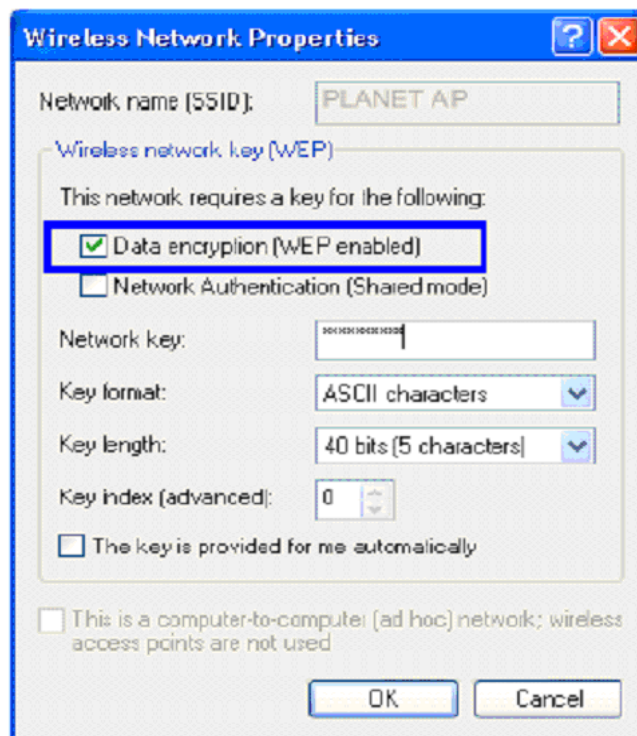 Wireless Network Properties
Network name (SSID): PLANET AP
Wireless network key (WEP)
This network requires a key for the following:
Data encryption (WEP enabled)
Network Authentication (Shared mode)
Network key: **********
Key format: ASCII characters
Key length: 40 bits (5 characters)
Key index (advanced): 0
The key is provided for me automatically
This is a computer-to-computer (ad hoc) network; wireless
access points are not used
OK Cancel